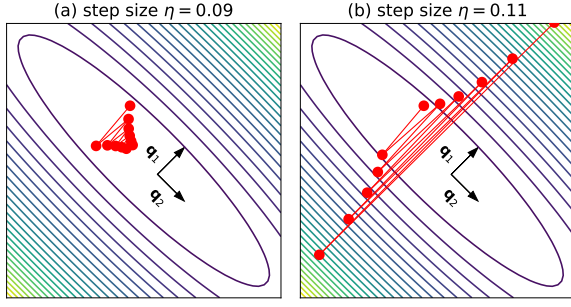 (a) step size η = 0.09
q₁
q₂
(b) step size η = 0.11
q₁
q₂